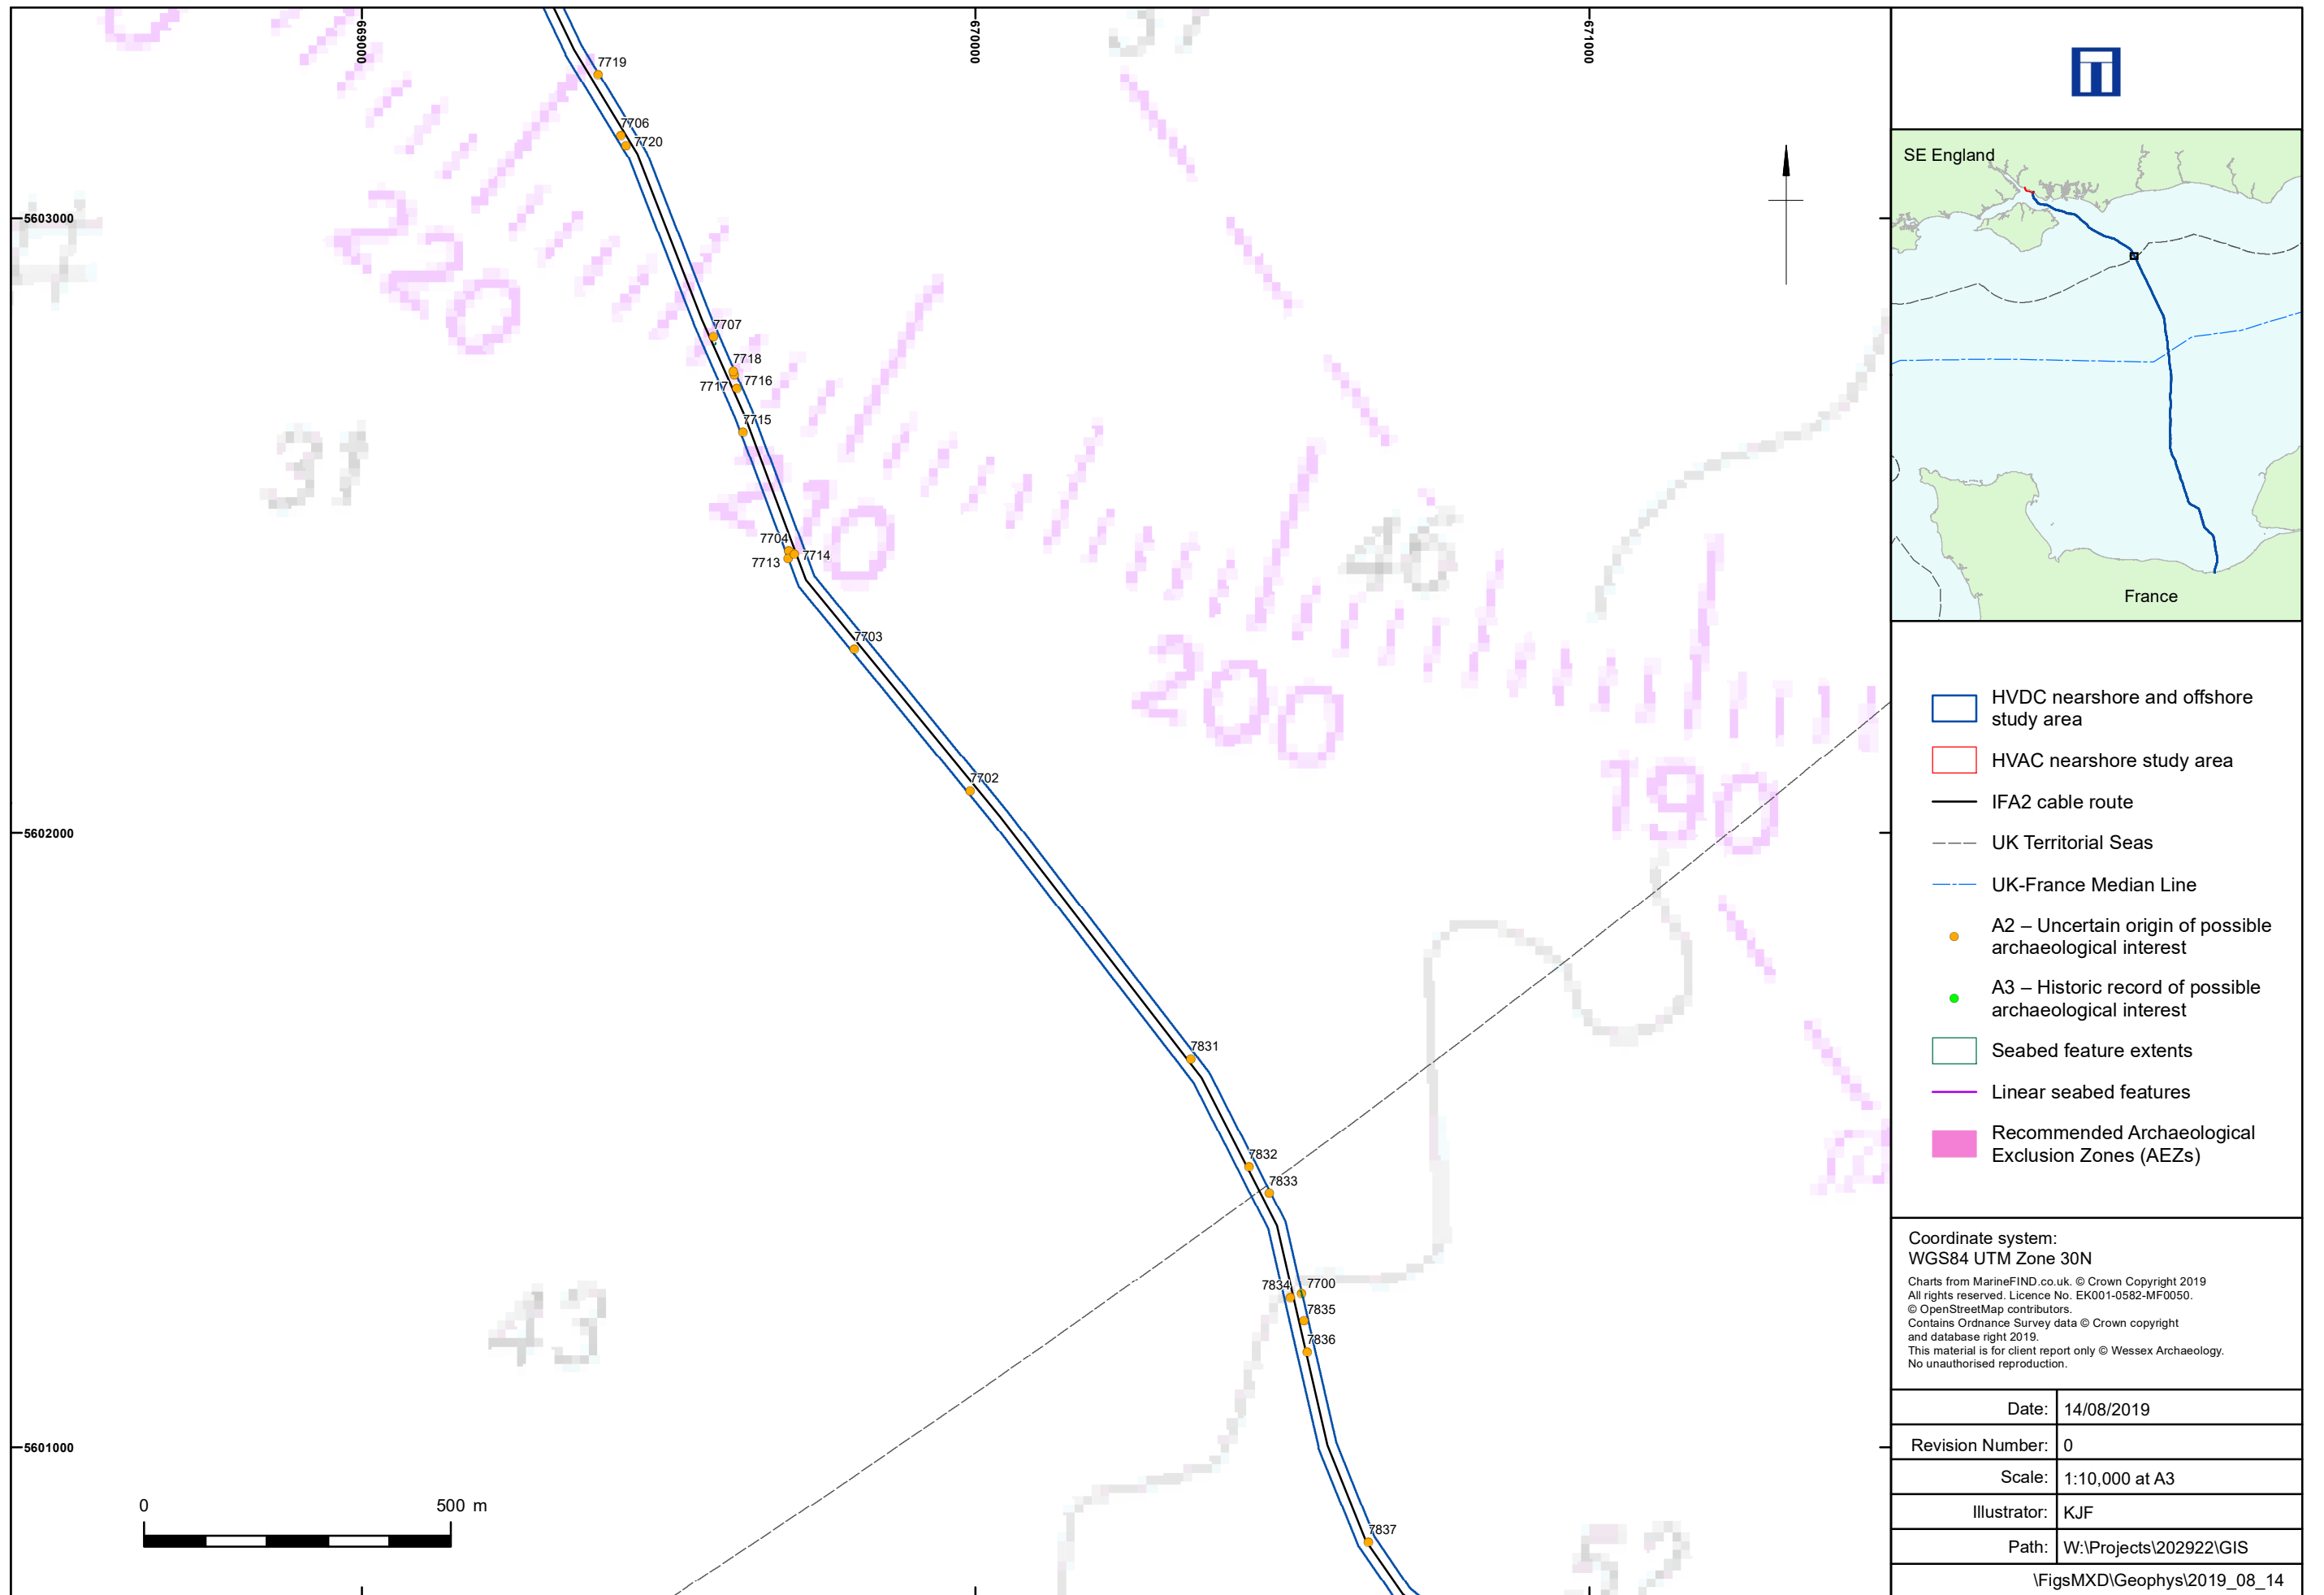 669000
670000
671000
5603000
5602000
5601000
7719
7706
7720
7707
7718
7716
7717
7715
7704
7714
7713
7703
7702
7831
7832
7833
7834
7700
7835
7836
7837
220
210
200
190
31
46
43
52
0 500 m
SE England
France
HVDC nearshore and offshore
study area
HVAC nearshore study area
IFA2 cable route
UK Territorial Seas
UK-France Median Line
A2 – Uncertain origin of possible
archaeological interest
A3 – Historic record of possible
archaeological interest
Seabed feature extents
Linear seabed features
Recommended Archaeological
Exclusion Zones (AEZs)
Coordinate system:
WGS84 UTM Zone 30N
Charts from MarineFIND.co.uk. © Crown Copyright 2019
All rights reserved. Licence No. EK001-0582-MF0050.
© OpenStreetMap contributors.
Contains Ordnance Survey data © Crown copyright
and database right 2019.
This material is for client report only © Wessex Archaeology.
No unauthorised reproduction.
Date: 14/08/2019
Revision Number: 0
Scale: 1:10,000 at A3
Illustrator: KJF
Path: W:\Projects\202922\GIS
\FigsMXD\Geophys\2019_08_14